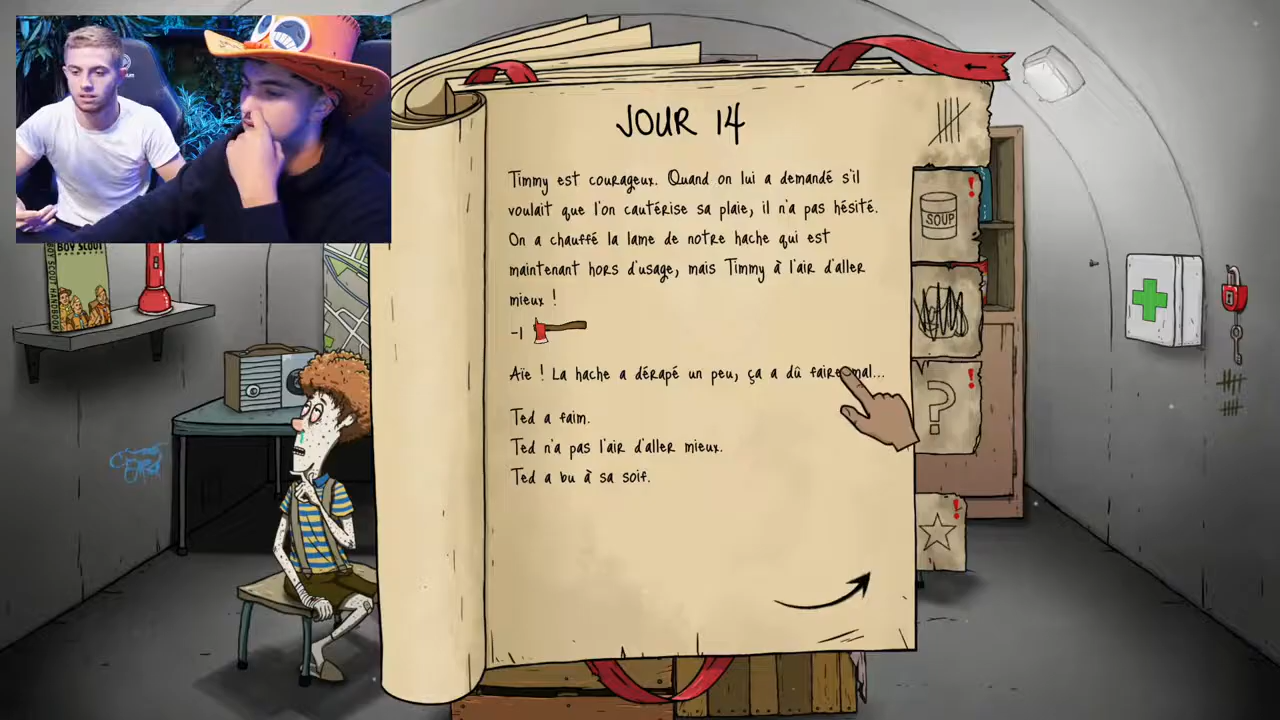 JOUR 14
Timmy est courageux. Quand on lui a demandé s'il
voulait que l'on cautérise sa plaie, il n'a pas hésité.
On a chauffé la lame de notre hache qui est
maintenant hors d'usage, mais Timmy à l'air d'aller
mieux !
-1
Aïe ! La hache a dérapé un peu, ça a dû faire mal...
Ted a faim.
Ted n'a pas l'air d'aller mieux.
Ted a bu à sa soif.
SOUP
?
BOY SCOUT
BOY SCOUT HANDBOOK